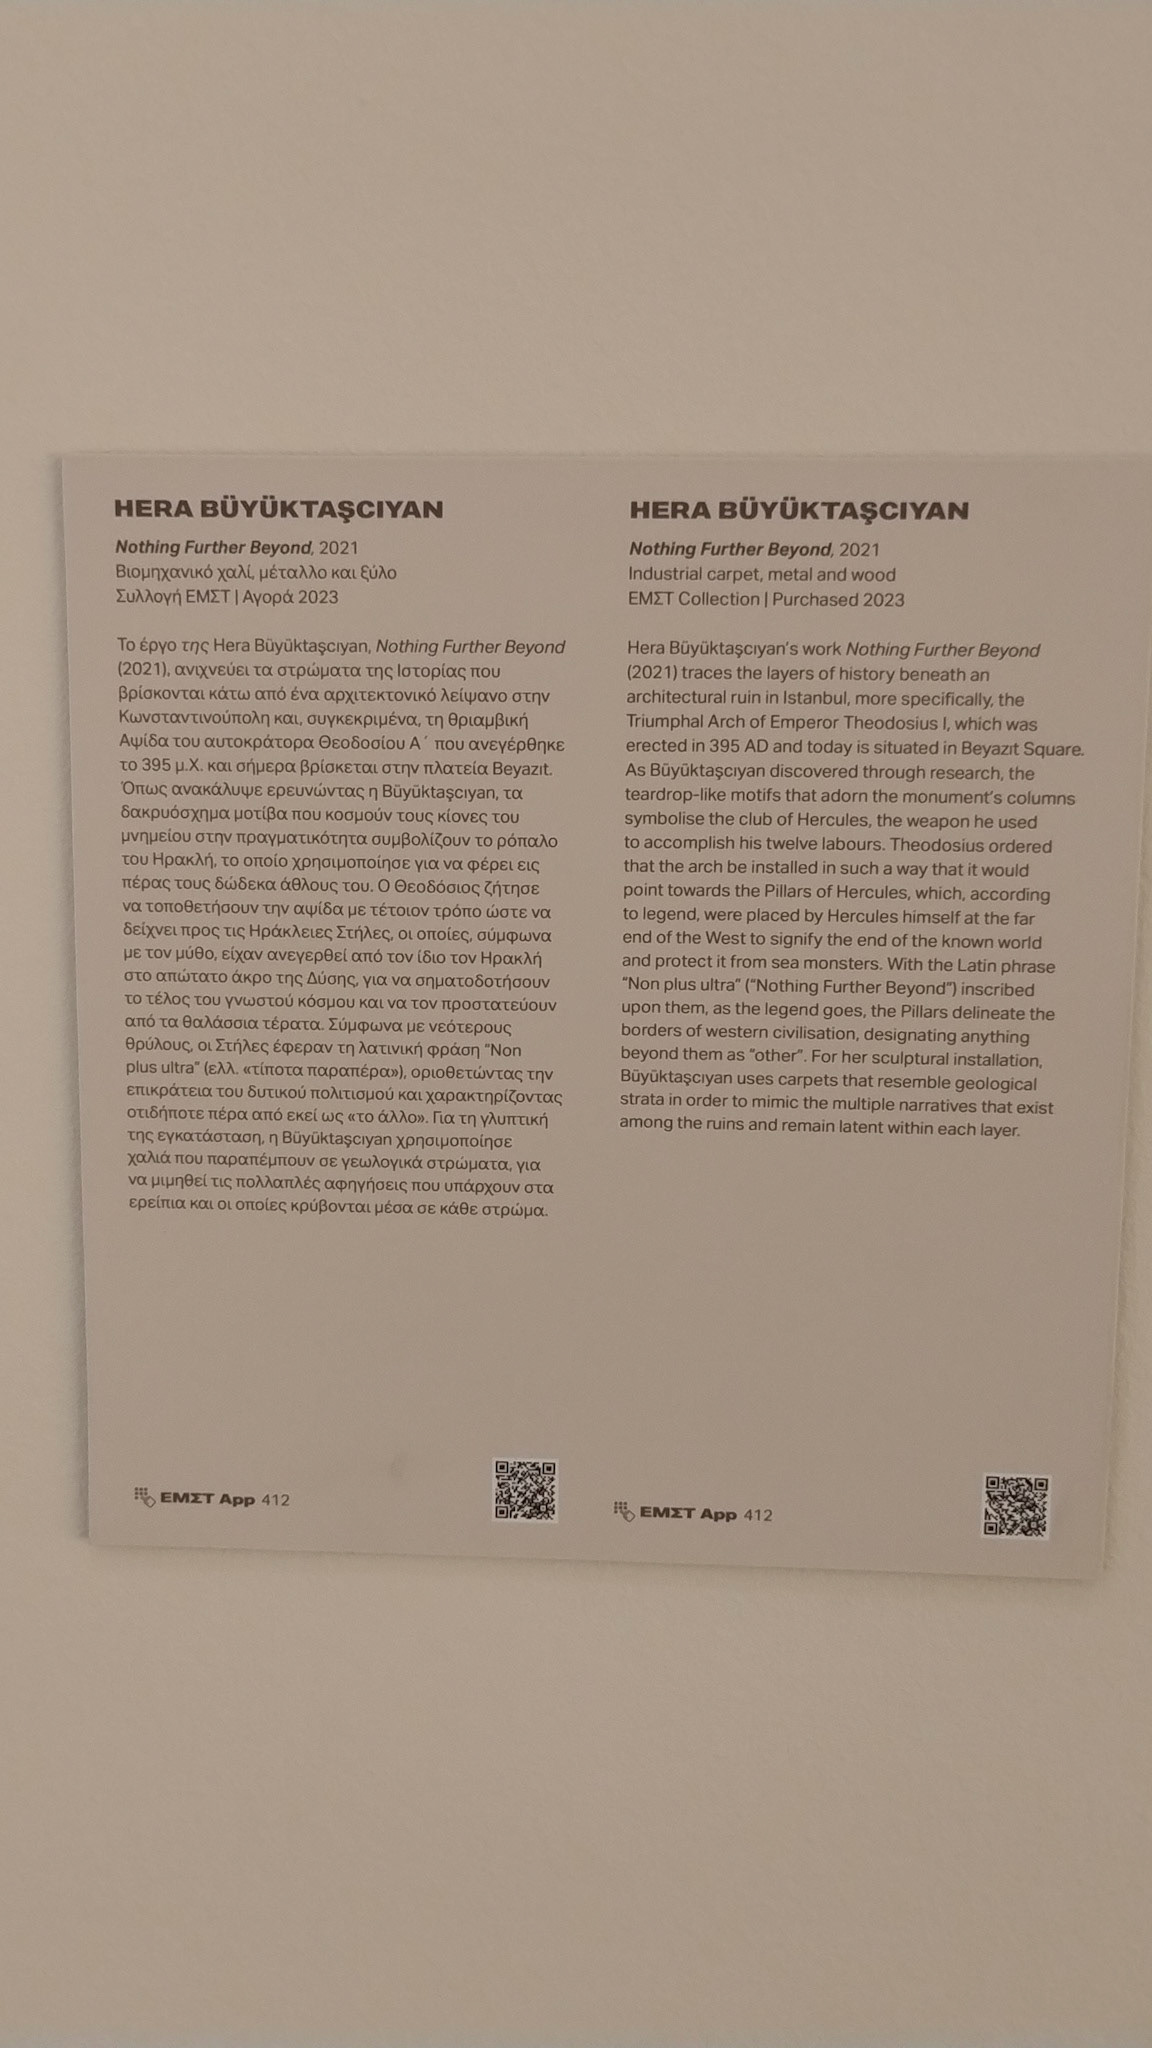 HERA BÜYÜKTAŞCIYAN
Nothing Further Beyond, 2021
Βιομηχανικό χαλί, μέταλλο και ξύλο
Συλλογή ΕΜΣΤ | Αγορά 2023
Το έργο της Hera Büyüktaşcıyan, Nothing Further Beyond
(2021), ανιχνεύει τα στρώματα της Ιστορίας που
βρίσκονται κάτω από ένα αρχιτεκτονικό λείψανο στην
Κωνσταντινούπολη και, συγκεκριμένα, τη θριαμβική
Αψίδα του αυτοκράτορα Θεοδοσίου Α΄ που ανεγέρθηκε
το 395 μ.Χ. και σήμερα βρίσκεται στην πλατεία Beyazıt.
Όπως ανακάλυψε ερευνώντας η Büyüktaşcıyan, τα
δακρυόσχημα μοτίβα που κοσμούν τους κίονες του
μνημείου στην πραγματικότητα συμβολίζουν το ρόπαλο
του Ηρακλή, το οποίο χρησιμοποίησε για να φέρει εις
πέρας τους δώδεκα άθλους του. Ο Θεοδόσιος ζήτησε
να τοποθετήσουν την αψίδα με τέτοιον τρόπο ώστε να
δείχνει προς τις Ηράκλειες Στήλες, οι οποίες, σύμφωνα
με τον μύθο, είχαν ανεγερθεί από τον ίδιο τον Ηρακλή
στο απώτατο άκρο της Δύσης, για να σηματοδοτήσουν
το τέλος του γνωστού κόσμου και να τον προστατεύουν
από τα θαλάσσια τέρατα. Σύμφωνα με νεότερους
θρύλους, οι Στήλες έφεραν τη λατινική φράση “Non
plus ultra” (ελλ. «τίποτα παραπέρα»), οριοθετώντας την
επικράτεια του δυτικού πολιτισμού και χαρακτηρίζοντας
οτιδήποτε πέρα από εκεί ως «το άλλο». Για τη γλυπτική
της εγκατάσταση, η Büyüktaşcıyan χρησιμοποίησε
χαλιά που παραπέμπουν σε γεωλογικά στρώματα, για
να μιμηθεί τις πολλαπλές αφηγήσεις που υπάρχουν στα
ερείπια και οι οποίες κρύβονται μέσα σε κάθε στρώμα.
ΕΜΣΤ App 412
HERA BÜYÜKTAŞCIYAN
Nothing Further Beyond, 2021
Industrial carpet, metal and wood
ΕΜΣΤ Collection | Purchased 2023
Hera Büyüktaşcıyan’s work Nothing Further Beyond
(2021) traces the layers of history beneath an
architectural ruin in Istanbul, more specifically, the
Triumphal Arch of Emperor Theodosius I, which was
erected in 395 AD and today is situated in Beyazıt Square.
As Büyüktaşcıyan discovered through research, the
teardrop-like motifs that adorn the monument’s columns
symbolise the club of Hercules, the weapon he used
to accomplish his twelve labours. Theodosius ordered
that the arch be installed in such a way that it would
point towards the Pillars of Hercules, which, according
to legend, were placed by Hercules himself at the far
end of the West to signify the end of the known world
and protect it from sea monsters. With the Latin phrase
“Non plus ultra” (“Nothing Further Beyond”) inscribed
upon them, as the legend goes, the Pillars delineate the
borders of western civilisation, designating anything
beyond them as “other”. For her sculptural installation,
Büyüktaşcıyan uses carpets that resemble geological
strata in order to mimic the multiple narratives that exist
among the ruins and remain latent within each layer.
ΕΜΣΤ App 412